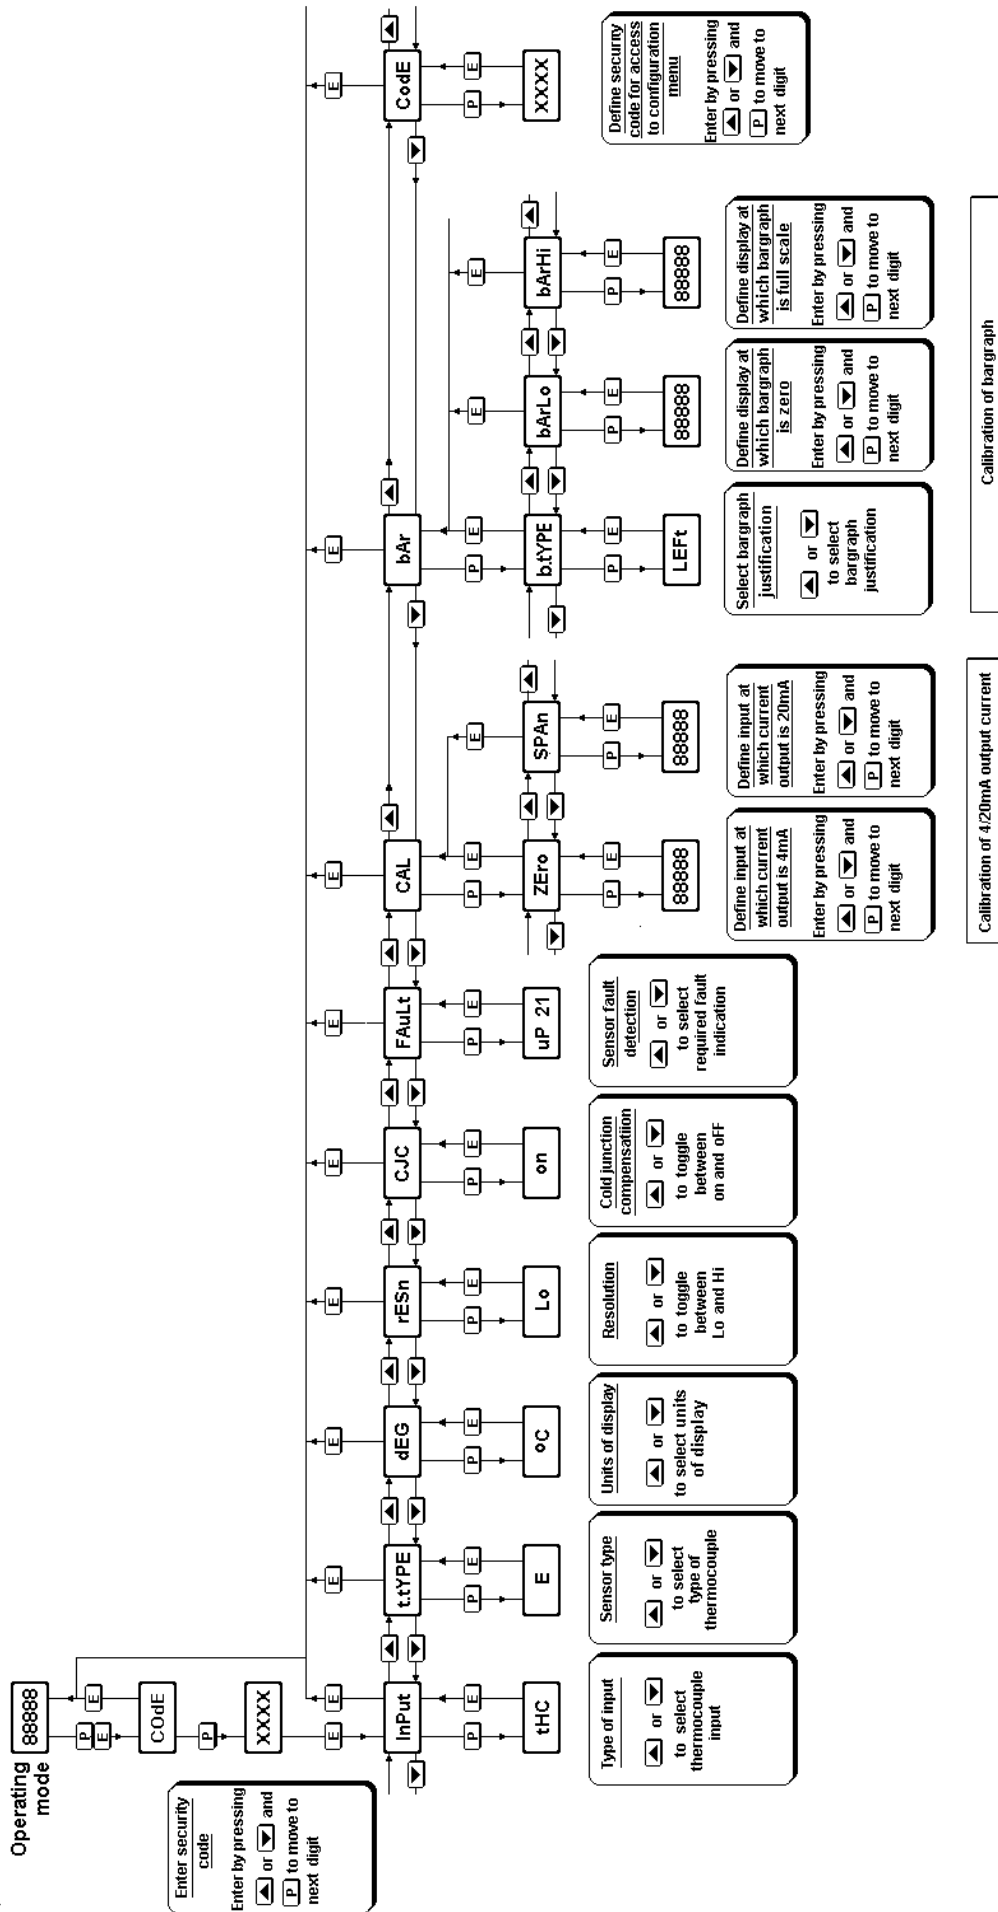 Operating
mode
88888
P
E
E
COdE
P
XXXX
E
E
Enter security
code
Enter by pressing
▲ or ▼ and
P to move to
next digit
▼
InPut
▲
▼
t.tYPE
▲
▼
dEG
▲
▼
rESn
▲
▼
CJC
▲
▼
FAuLt
▲
▼
CAL
▲
▼
bAr
▲
▼
CodE
▲
E
E
E
E
E
E
E
E
P
E
P
E
P
E
P
E
P
E
P
E
P
E
P
E
P
E
tHC
E
oC
Lo
on
uP 21
XXXX
▼
ZEro
▲
▼
SPAn
▲
E
P
E
P
E
88888
88888
▼
b.tYPE
▲
▼
bArLo
▲
▼
bArHi
▲
E
E
P
E
P
E
P
E
LEFt
88888
88888
Type of input
▲ or ▼
to select
thermocouple
input
Sensor type
▲ or ▼
to select
type of
thermocouple
Units of display
▲ or ▼
to select units
of display
Resolution
▲ or ▼
to toggle
between
Lo and Hi
Cold junction
compensatiion
▲ or ▼
to toggle
between
on and oFF
Sensor fault
detection
▲ or ▼
to select
required fault
indication
Define input at
which current
output is 4mA
Enter by pressing
▲ or ▼ and
P to move to
next digit
Define input at
which current
output is 20mA
Enter by pressing
▲ or ▼ and
P to move to
next digit
Calibration of 4/20mA output current
Select bargraph
justification
▲ or ▼
to select
bargraph
justification
Define display at
which bargraph
is zero
Enter by pressing
▲ or ▼ and
P to move to
next digit
Define display at
which bargraph
is full scale
Enter by pressing
▲ or ▼ and
P to move to
next digit
Calibration of bargraph
Define security
code for access
to configuration
menu
Enter by pressing
▲ or ▼ and
P to move to
next digit